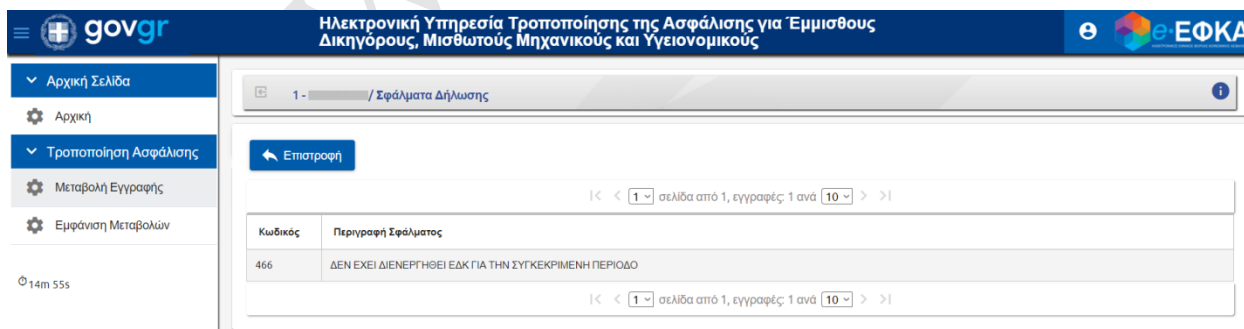 govgr
Ηλεκτρονική Υπηρεσία Τροποποίησης της Ασφάλισης για Έμμισθους
Δικηγόρους, Μισθωτούς Μηχανικούς και Υγειονομικούς
e-ΕΦΚΑ
Αρχική Σελίδα
Αρχική
Τροποποίηση Ασφάλισης
Μεταβολή Εγγραφής
Εμφάνιση Μεταβολών
14m 55s
1 - / Σφάλματα Δήλωσης
Επιστροφή
1 σελίδα από 1, εγγραφές: 1 ανά 10
Κωδικός Περιγραφή Σφάλματος
466 ΔΕΝ ΕΧΕΙ ΔΙΕΝΕΡΓΗΘΕΙ ΕΔΚ ΓΙΑ ΤΗΝ ΣΥΓΚΕΚΡΙΜΕΝΗ ΠΕΡΙΟΔΟ
1 σελίδα από 1, εγγραφές: 1 ανά 10